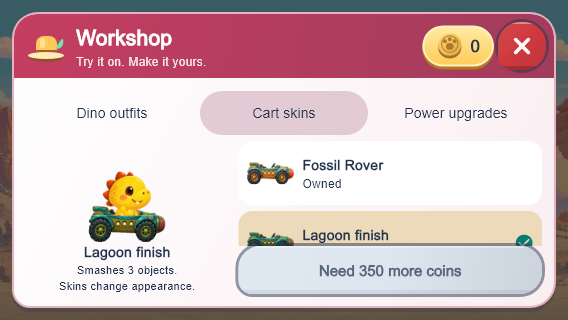 Workshop
Try it on. Make it yours.
0
Dino outfits
Cart skins
Power upgrades
Fossil Rover
Owned
Lagoon finish
Lagoon finish
Smashes 3 objects.
Skins change appearance.
Need 350 more coins